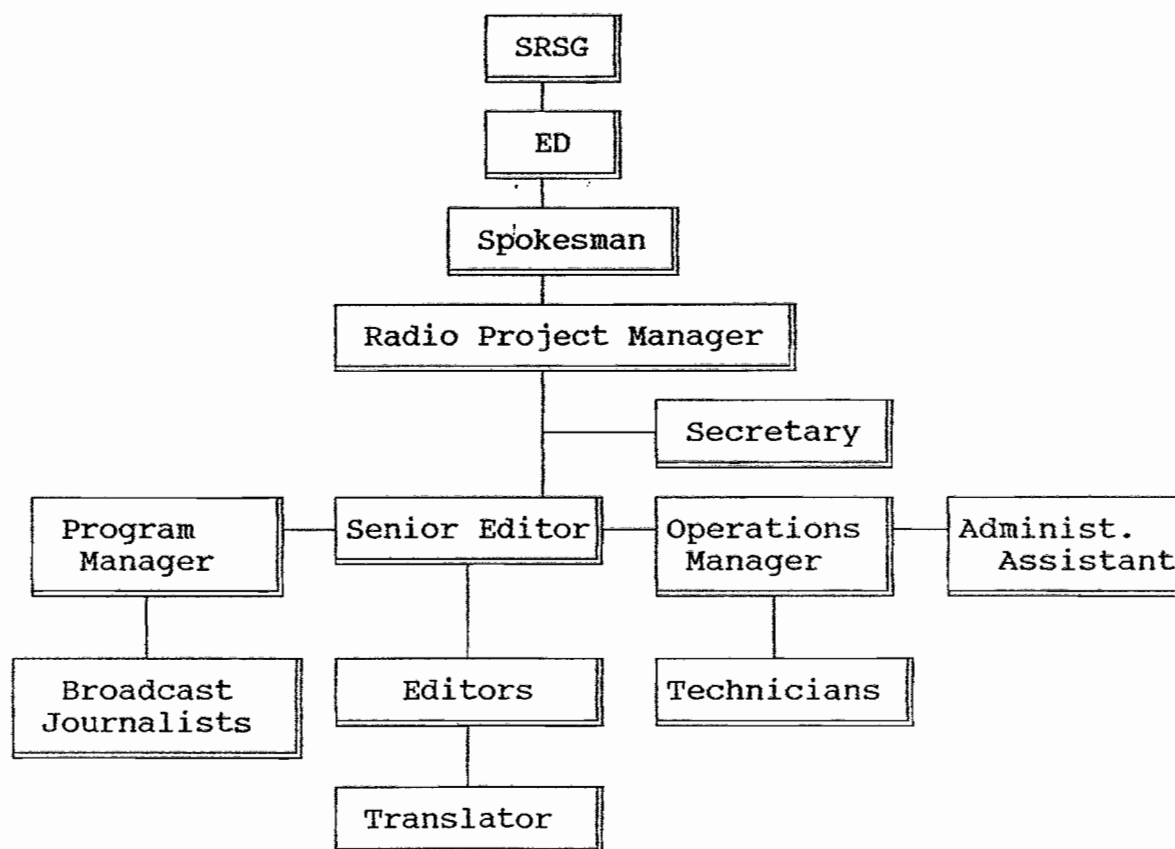 SRSG
ED
Spokesman
Radio Project Manager
Secretary
Program
Manager
Senior Editor
Operations
Manager
Administ.
Assistant
Broadcast
Journalists
Editors
Technicians
Translator